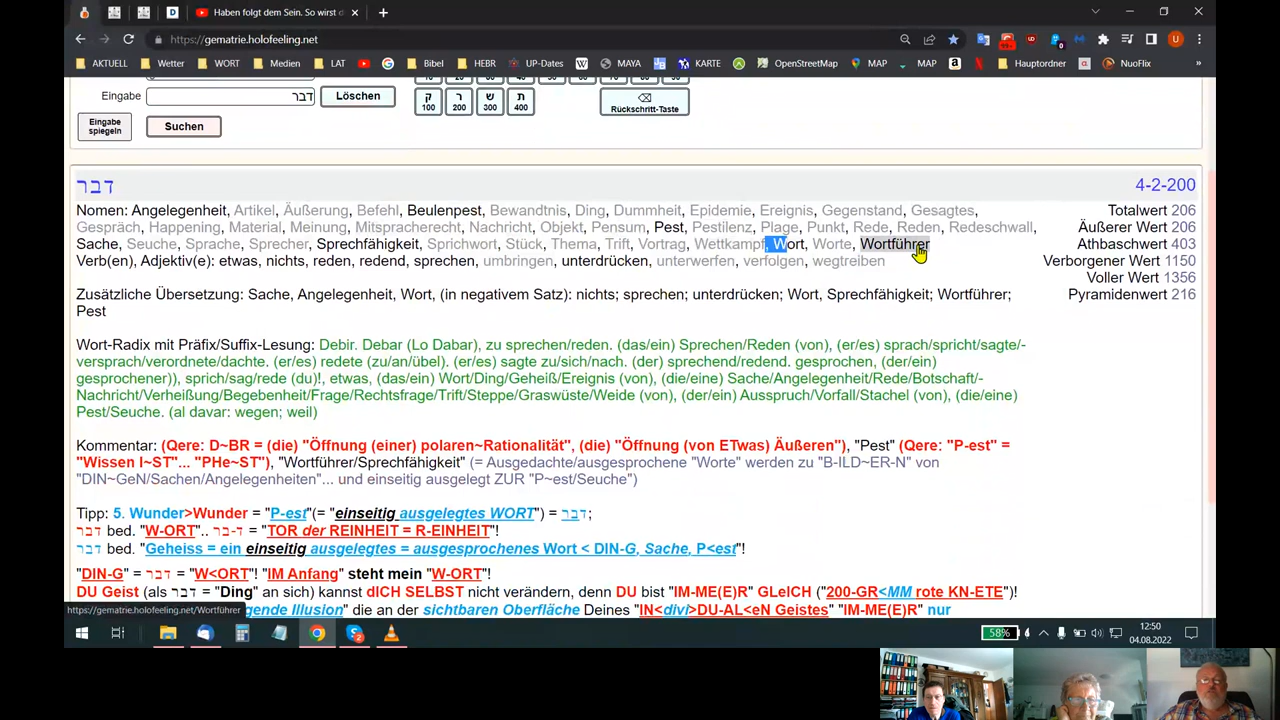 Haben folgt dem Sein. So wirst d
https://gematrie.holofeeling.net
AKTUELL Wetter WORT Medien LAT Bibel HEBR UP-Dates MAYA KARTE OpenStreetMap MAP MAP Hauptordner NuoFlix »
Eingabe דבר Löschen
ק 100 ר 200 ש 300 ת 400 Rückschritt-Taste
Eingabe spiegeln Suchen
דבר 4-2-200
Nomen: Angelegenheit, Artikel, Äußerung, Befehl, Beulenpest, Bewandtnis, Ding, Dummheit, Epidemie, Ereignis, Gegenstand, Gesagtes, Totalwert 206
Gespräch, Happening, Material, Meinung, Mitspracherecht, Nachricht, Objekt, Pensum, Pest, Pestilenz, Plage, Punkt, Rede, Reden, Redeschwall, Äußerer Wert 206
Sache, Seuche, Sprache, Sprecher, Sprechfähigkeit, Sprichwort, Stück, Thema, Trift, Vortrag, Wettkampf, Wort, Worte, Wortführer Athbaschwert 403
Verb(en), Adjektiv(e): etwas, nichts, reden, redend, sprechen, umbringen, unterdrücken, unterwerfen, verfolgen, wegtreiben Verborgener Wert 1150
Voller Wert 1356
Zusätzliche Übersetzung: Sache, Angelegenheit, Wort, (in negativem Satz): nichts; sprechen; unterdrücken; Wort, Sprechfähigkeit; Wortführer; Pyramidenwert 216
Pest
Wort-Radix mit Präfix/Suffix-Lesung: Debir. Debar (Lo Dabar), zu sprechen/reden. (das/ein) Sprechen/Reden (von), (er/es) sprach/spricht/sagte/-
versprach/verordnete/dachte. (er/es) redete (zu/an/übel). (er/es) sagte zu/sich/nach. (der) sprechend/redend. gesprochen, (der/ein)
gesprochener)), sprich/sag/rede (du)!, etwas, (das/ein) Wort/Ding/Geheiß/Ereignis (von), (die/eine) Sache/Angelegenheit/Rede/Botschaft/-
Nachricht/Verheißung/Begebenheit/Frage/Rechtsfrage/Trift/Steppe/Graswüste/Weide (von), (der/ein) Ausspruch/Vorfall/Stachel (von), (die/eine)
Pest/Seuche. (al davar: wegen; weil)
Kommentar: (Qere: D~BR = (die) "Öffnung (einer) polaren~Rationalität", (die) "Öffnung (von ETwas) Äußeren"), "Pest" (Qere: "P-est" =
"Wissen I~ST"... "PHe~ST"), "Wortführer/Sprechfähigkeit" (= Ausgedachte/ausgesprochene "Worte" werden zu "B-ILD~ER-N" von
"DIN~GeN/Sachen/Angelegenheiten"... und einseitig ausgelegt ZUR "P~est/Seuche")
Tipp: 5. Wunder>Wunder = "P-est"(= "einseitig ausgelegtes WORT") = דבר;
דבר bed. "W-ORT".. ד-בר = "TOR der REINHEIT = R-EINHEIT"!
דבר bed. "Geheiss = ein einseitig ausgelegtes = ausgesprochenes Wort < DIN-G, Sache, P<est"!
"DIN-G" = דבר = "W<ORT"! "IM Anfang" steht mein "W-ORT"!
DU Geist (als דבר = "Ding" an sich) kannst dICH SELBST nicht verändern, denn DU bist "IM-ME(E)R" GLeICH ("200-GR<MM rote KN-ETE")!
https://gematrie.holofeeling.net/Wortführer gende Illusion" die an der sichtbaren Oberfläche Deines "IN<divi>DU-AL<eN Geistes" "IM-ME(E)R" nur
58% 12:50
04.08.2022